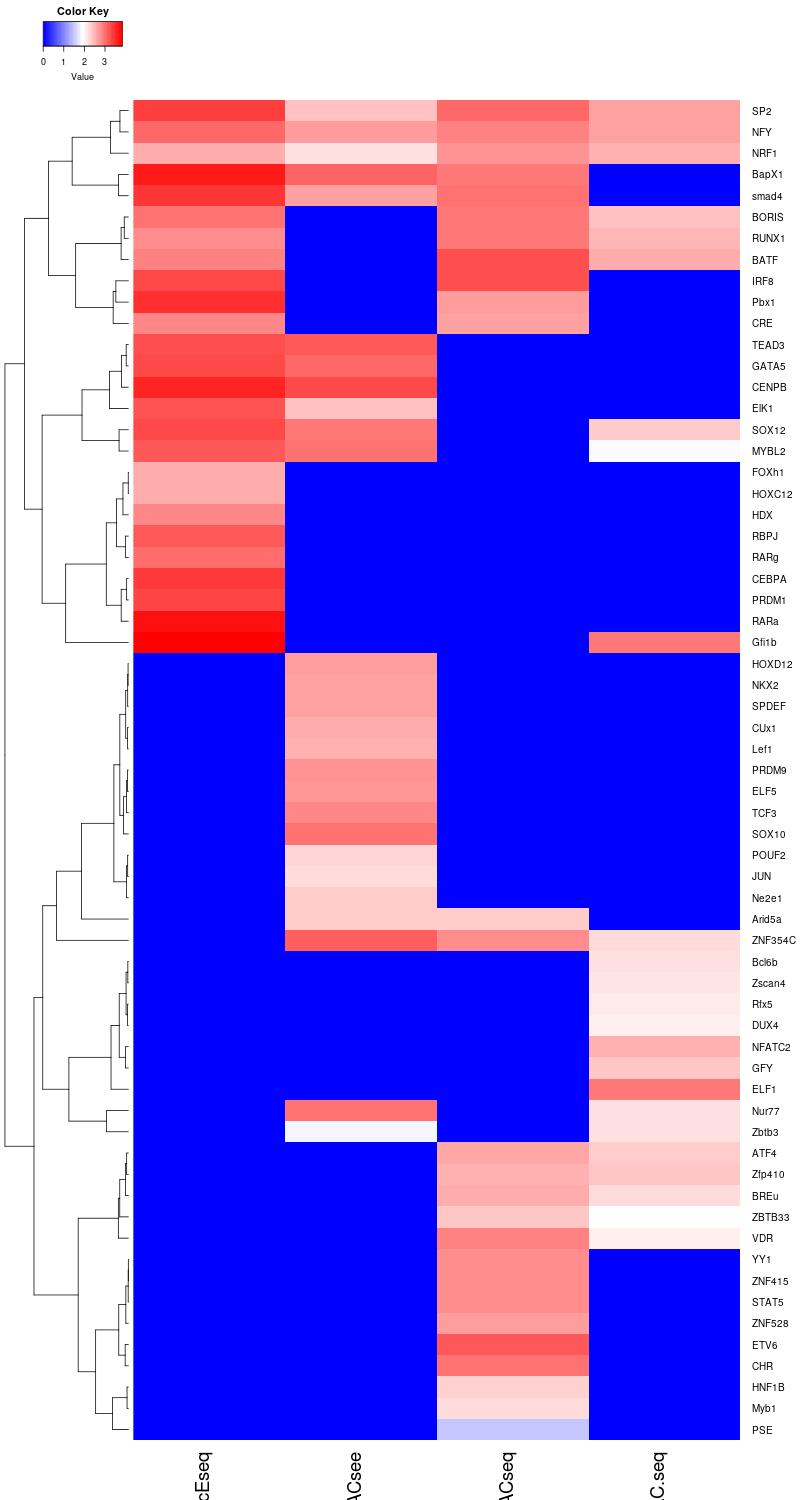 Color Key
0 1 2 3
Value
SP2
NFY
NRF1
BapX1
smad4
BORIS
RUNX1
BATF
IRF8
Pbx1
CRE
TEAD3
GATA5
CENPB
ElK1
SOX12
MYBL2
FOXh1
HOXC12
HDX
RBPJ
RARg
CEBPA
PRDM1
RARa
Gfi1b
HOXD12
NKX2
SPDEF
CUx1
Lef1
PRDM9
ELF5
TCF3
SOX10
POUF2
JUN
Ne2e1
Arid5a
ZNF354C
Bcl6b
Zscan4
Rfx5
DUX4
NFATC2
GFY
ELF1
Nur77
Zbtb3
ATF4
Zfp410
BREu
ZBTB33
VDR
YY1
ZNF415
STAT5
ZNF528
ETV6
CHR
HNF1B
Myb1
PSE
cEseq
ACsee
ACseq
AC.seq